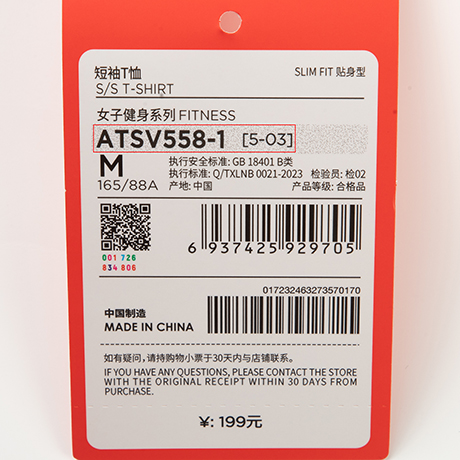 短袖T恤
SLIM FIT 贴身型
S/S T-SHIRT
女子健身系列 FITNESS
ATSV558-1 [5-03]
M
165/88A
执行安全标准: GB 18401 B类
执行标准: Q/TXLNB 0021-2023 检验员: 检02
产地: 中国 产品等级: 合格品
001 726
834 806
6 937425 929705
017232463273570170
中国制造
MADE IN CHINA
如有疑问，请持购物小票于30天内与店铺联系。
IF YOU HAVE ANY QUESTIONS, PLEASE CONTACT THE STORE
WITH THE ORIGINAL RECEIPT WITHIN 30 DAYS FROM
PURCHASE.
¥: 199元